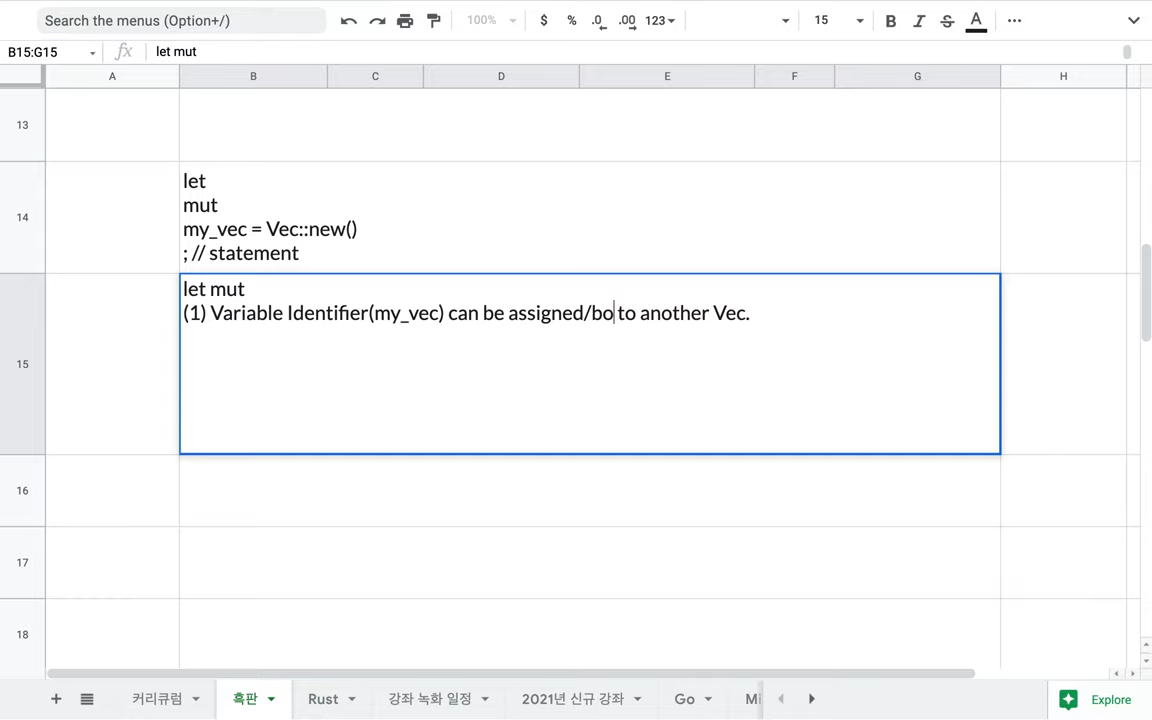 Search the menus (Option+/)
100%
$ % .0 .00 123
15
B I S A
B15:G15
fx
let mut
A B C D E F G H
13
14
let
mut
my_vec = Vec::new()
; // statement
15
let mut
(1) Variable Identifier(my_vec) can be assigned/bo to another Vec.
16
17
18
커리큘럼
흑판
Rust
강좌 녹화 일정
2021년 신규 강좌
Go
Mi
Explore